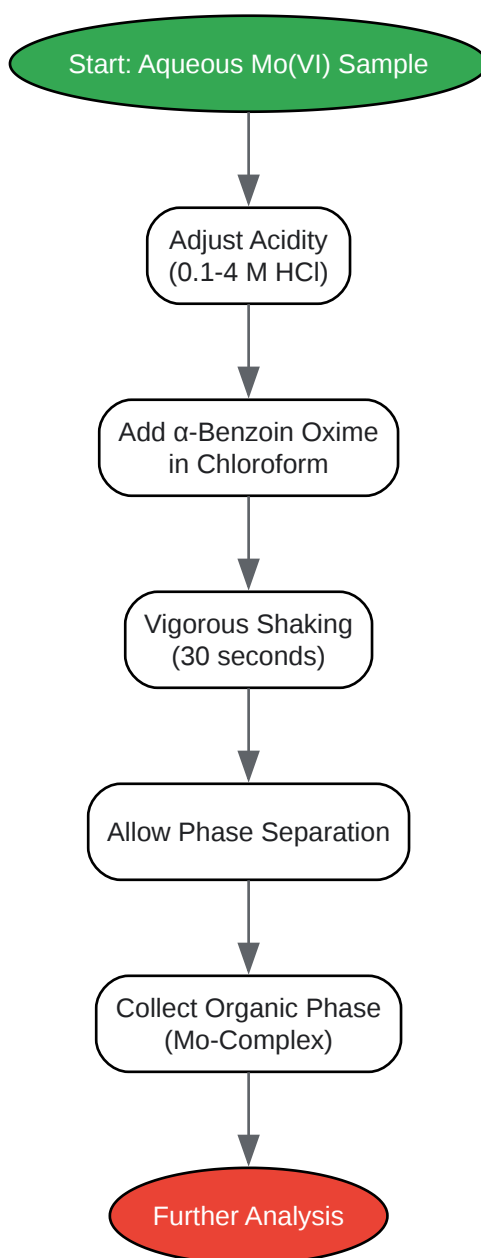 Start: Aqueous Mo(VI) Sample
Adjust Acidity
(0.1-4 M HCl)
Add α-Benzoin Oxime
in Chloroform
Vigorous Shaking
(30 seconds)
Allow Phase Separation
Collect Organic Phase
(Mo-Complex)
Further Analysis